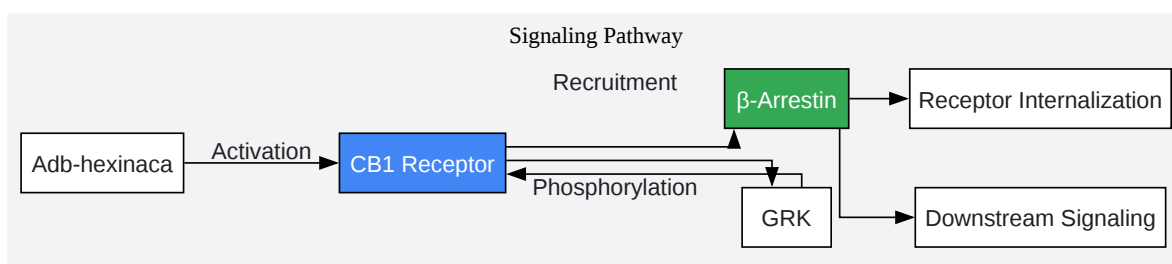 Signaling Pathway
Recruitment
β-Arrestin
Receptor Internalization
Adb-hexinaca
Activation
CB1 Receptor
Phosphorylation
GRK
Downstream Signaling